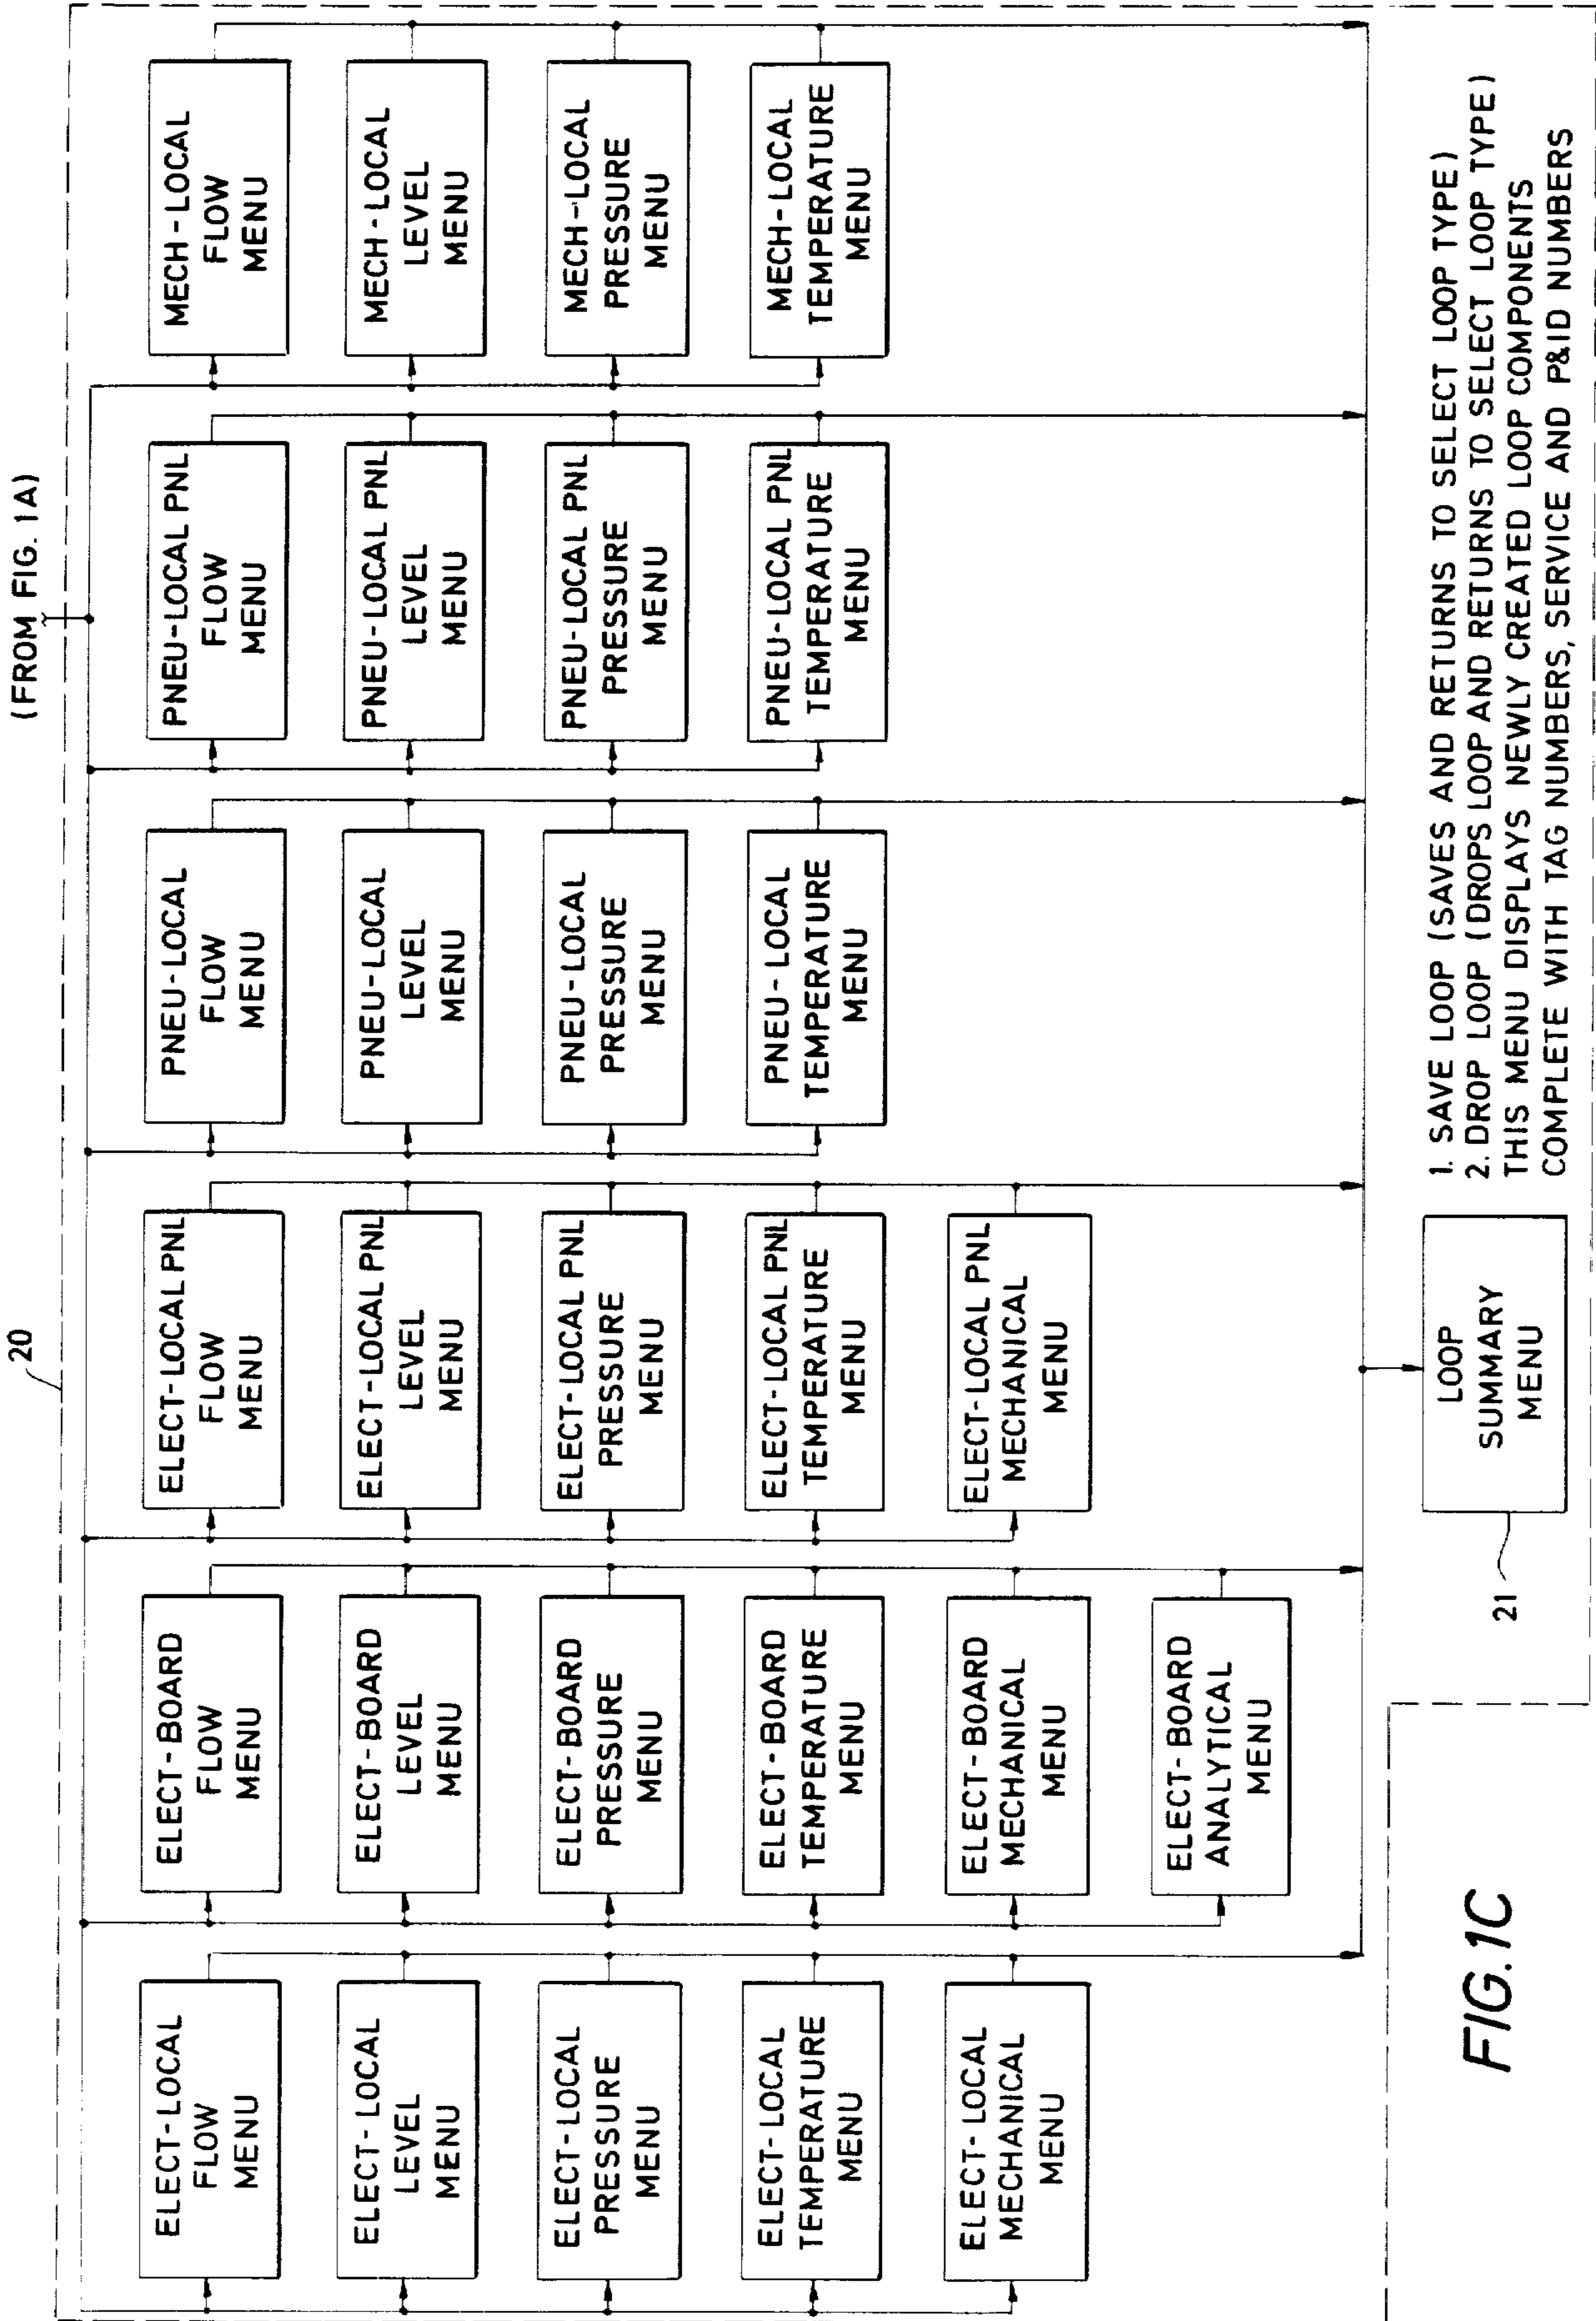 (FROM FIG. 1A)
20
ELECT-LOCAL
FLOW
MENU
ELECT-LOCAL
LEVEL
MENU
ELECT-LOCAL
PRESSURE
MENU
ELECT-LOCAL
TEMPERATURE
MENU
ELECT-LOCAL
MECHANICAL
MENU
ELECT-BOARD
FLOW
MENU
ELECT-BOARD
LEVEL
MENU
ELECT-BOARD
PRESSURE
MENU
ELECT-BOARD
TEMPERATURE
MENU
ELECT-BOARD
MECHANICAL
MENU
ELECT-BOARD
ANALYTICAL
MENU
ELECT-LOCAL PNL
FLOW
MENU
ELECT-LOCAL PNL
LEVEL
MENU
ELECT-LOCAL PNL
PRESSURE
MENU
ELECT-LOCAL PNL
TEMPERATURE
MENU
ELECT-LOCAL PNL
MECHANICAL
MENU
PNEU-LOCAL
FLOW
MENU
PNEU-LOCAL
LEVEL
MENU
PNEU-LOCAL
PRESSURE
MENU
PNEU-LOCAL
TEMPERATURE
MENU
PNEU-LOCAL PNL
FLOW
MENU
PNEU-LOCAL PNL
LEVEL
MENU
PNEU-LOCAL PNL
PRESSURE
MENU
PNEU-LOCAL PNL
TEMPERATURE
MENU
MECH-LOCAL
FLOW
MENU
MECH-LOCAL
LEVEL
MENU
MECH-LOCAL
PRESSURE
MENU
MECH-LOCAL
TEMPERATURE
MENU
21
LOOP
SUMMARY
MENU
1. SAVE LOOP (SAVES AND RETURNS TO SELECT LOOP TYPE)
2. DROP LOOP (DROPS LOOP AND RETURNS TO SELECT LOOP TYPE)
THIS MENU DISPLAYS NEWLY CREATED LOOP COMPONENTS
COMPLETE WITH TAG NUMBERS, SERVICE AND P&ID NUMBERS
FIG. 1C